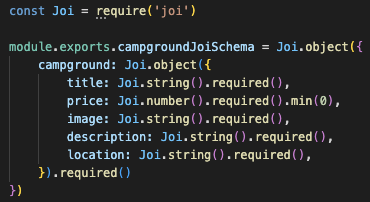 const Joi = require('joi')

module.exports.campgroundJoiSchema = Joi.object({
    campground: Joi.object({
        title: Joi.string().required(),
        price: Joi.number().required().min(0),
        image: Joi.string().required(),
        description: Joi.string().required(),
        location: Joi.string().required(),
    }).required()
})